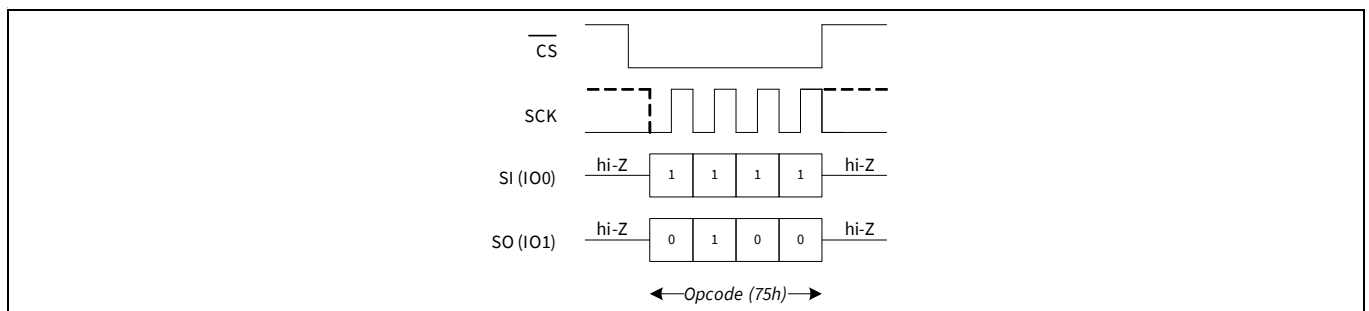 CS
SCK
hi-Z 1 1 1 1 hi-Z
SI (IO0)
hi-Z 0 1 0 0 hi-Z
SO (IO1)
Opcode (75h)